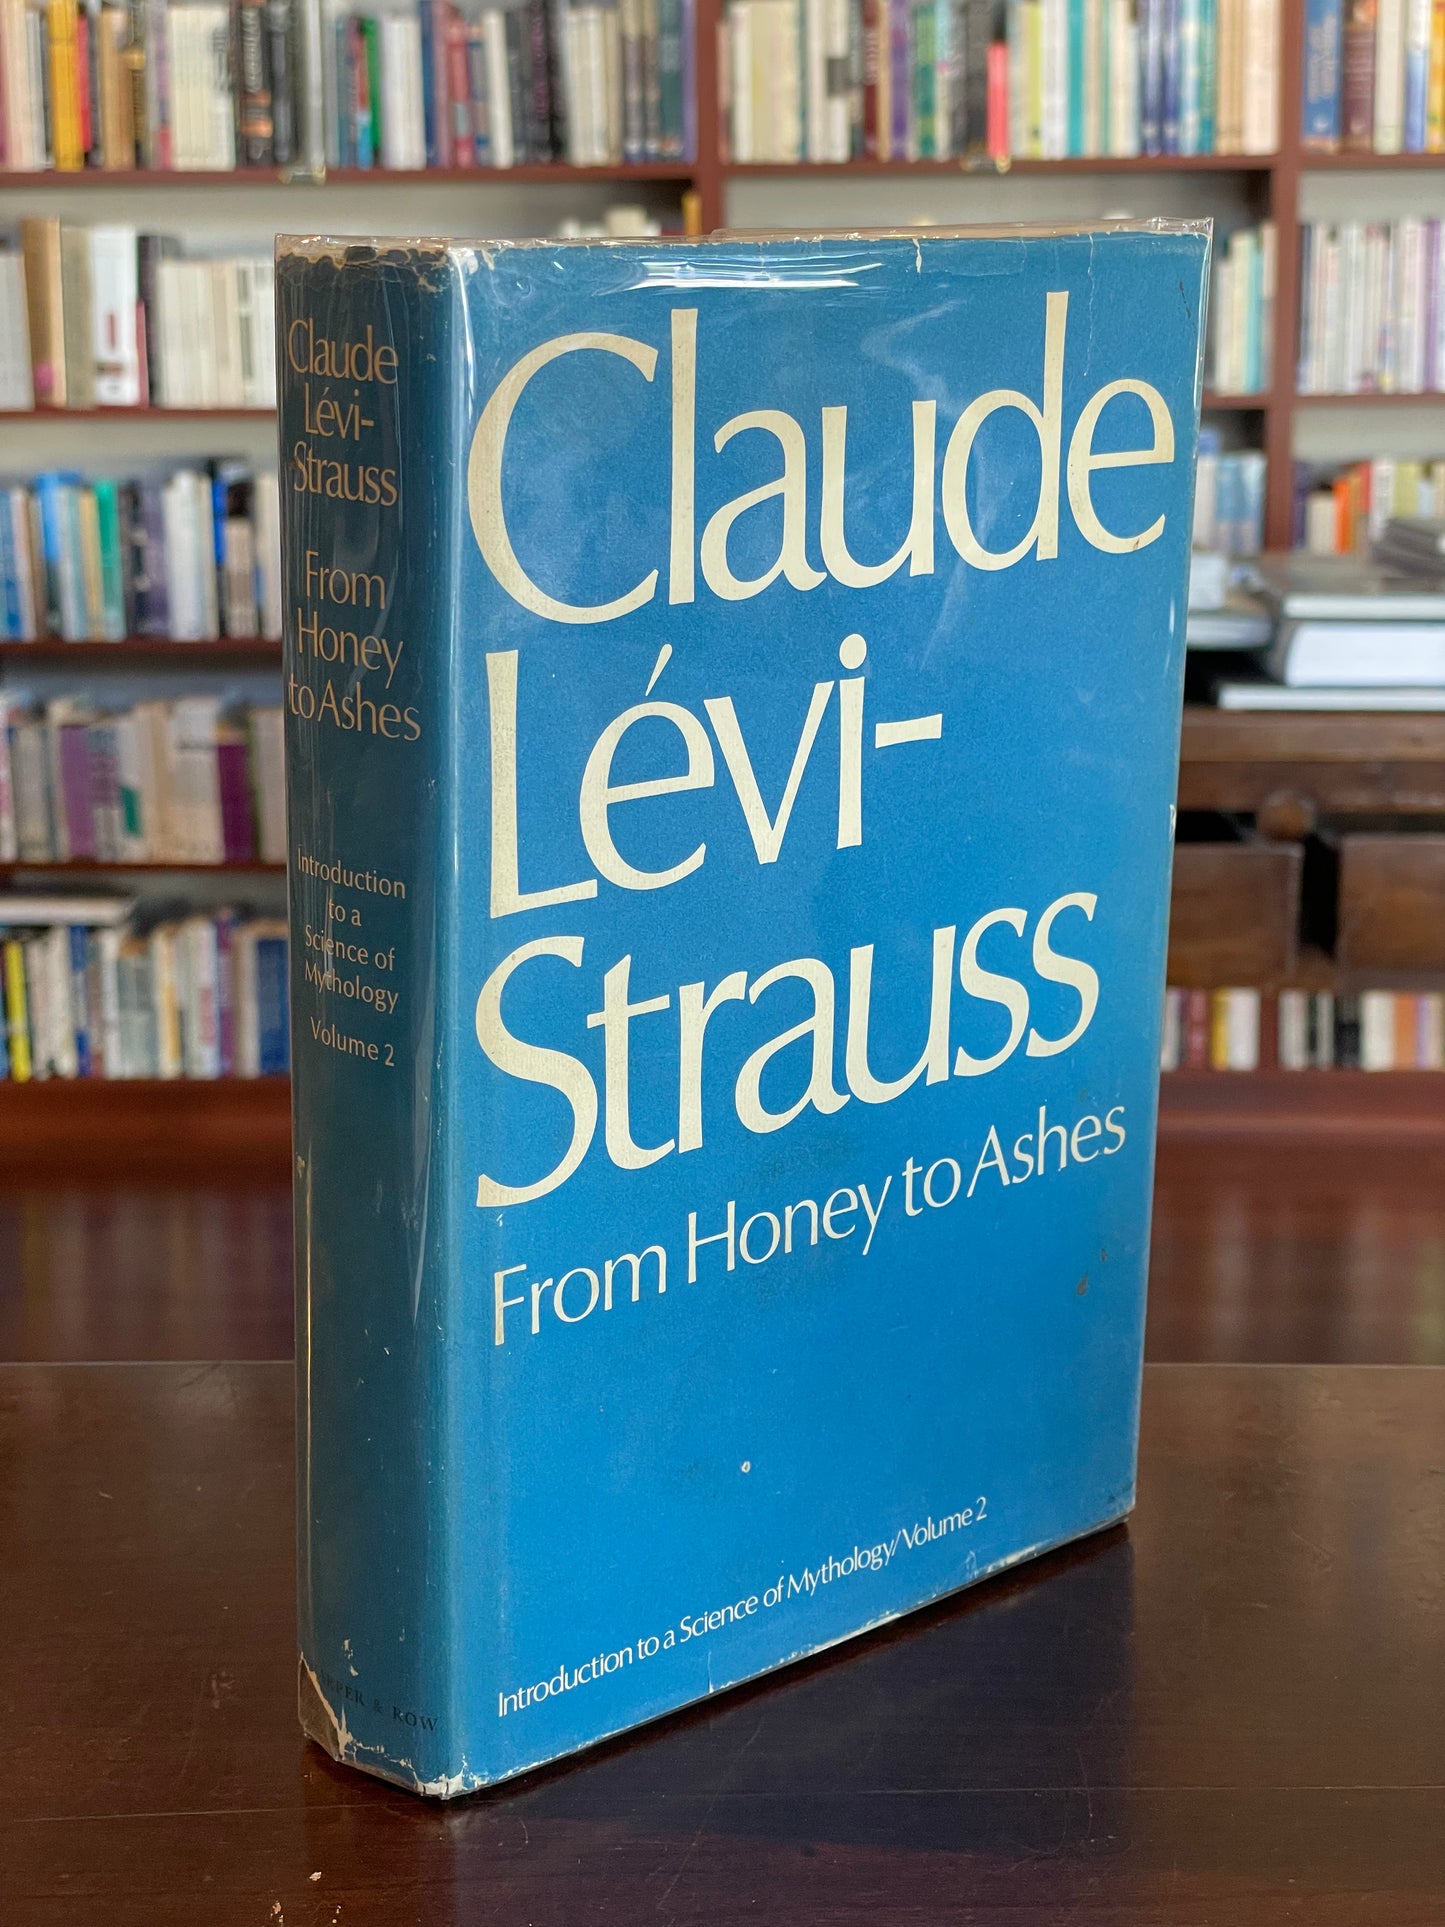 Claude
Lévi-
Strauss
From
Honey
to Ashes
Introduction
to a
Science of
Mythology
Volume 2
& ROW
Claude
Lévi-
Strauss
From Honey to Ashes
Introduction to a Science of Mythology/Volume 2